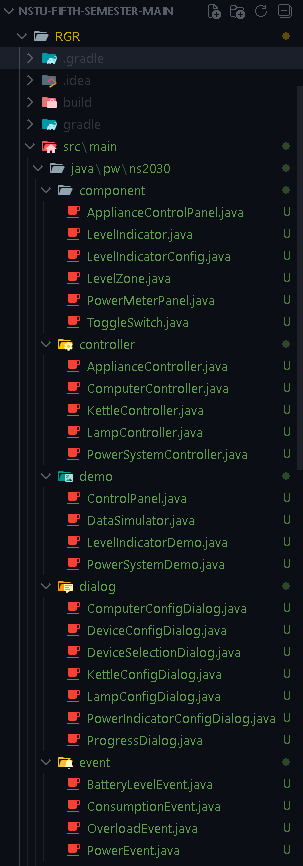 NSTU-FIFTH-SEMESTER-MAIN
RGR
.gradle
.idea
build
gradle
src\main
java\pw\ns2030
component
ApplianceControlPanel.java U
LevelIndicator.java U
LevelIndicatorConfig.java U
LevelZone.java U
PowerMeterPanel.java U
ToggleSwitch.java U
controller
ApplianceController.java U
ComputerController.java U
KettleController.java U
LampController.java U
PowerSystemController.java U
demo
ControlPanel.java U
DataSimulator.java U
LevelIndicatorDemo.java U
PowerSystemDemo.java U
dialog
ComputerConfigDialog.java U
DeviceConfigDialog.java U
DeviceSelectionDialog.java U
KettleConfigDialog.java U
LampConfigDialog.java U
PowerIndicatorConfigDialog.java U
ProgressDialog.java U
event
BatteryLevelEvent.java U
ConsumptionEvent.java U
OverloadEvent.java U
PowerEvent.java U